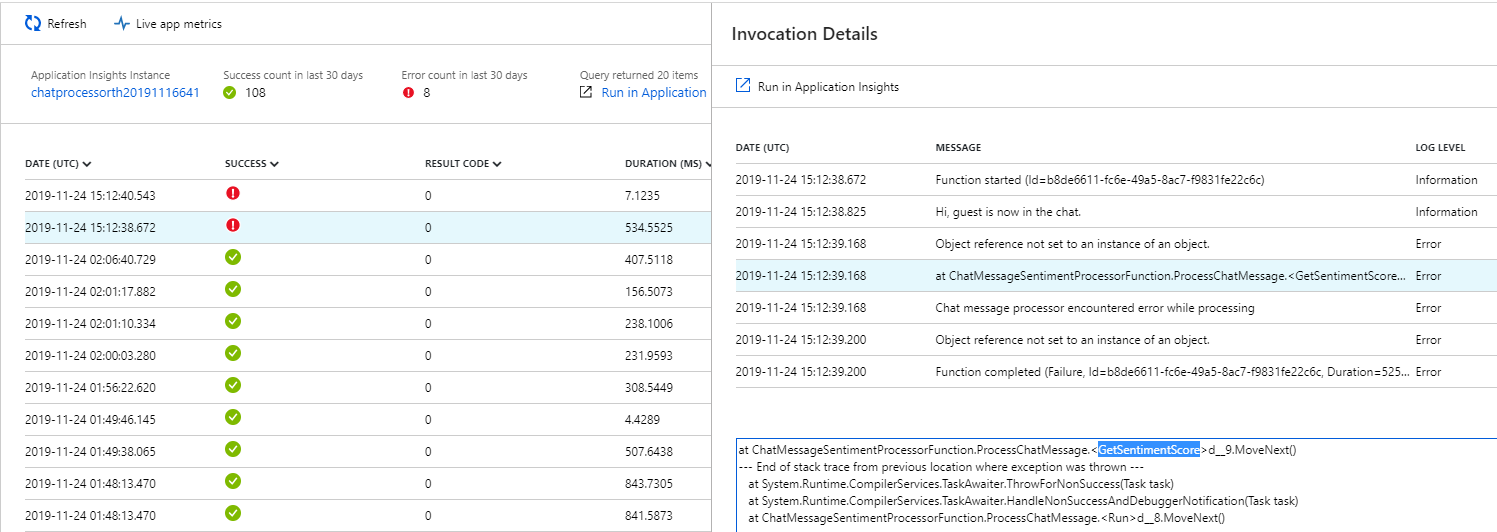 Refresh Live app metrics
Application Insights Instance Success count in last 30 days Error count in last 30 days Query returned 20 items
chatprocessorth20191116641 108 8 Run in Application
DATE (UTC) SUCCESS RESULT CODE DURATION (MS)
2019-11-24 15:12:40.543 0 7.1235
2019-11-24 15:12:38.672 0 534.5525
2019-11-24 02:06:40.729 0 407.5118
2019-11-24 02:01:17.882 0 156.5073
2019-11-24 02:01:10.334 0 238.1006
2019-11-24 02:00:03.280 0 231.9593
2019-11-24 01:56:22.620 0 308.5449
2019-11-24 01:49:46.145 0 4.4289
2019-11-24 01:49:38.065 0 507.6438
2019-11-24 01:48:13.470 0 843.7305
2019-11-24 01:48:13.470 0 841.5873
Invocation Details
Run in Application Insights
DATE (UTC) MESSAGE LOG LEVEL
2019-11-24 15:12:38.672 Function started (Id=b8de6611-fc6e-49a5-8ac7-f9831fe22c6c) Information
2019-11-24 15:12:38.825 Hi, guest is now in the chat. Information
2019-11-24 15:12:39.168 Object reference not set to an instance of an object. Error
2019-11-24 15:12:39.168 at ChatMessageSentimentProcessorFunction.ProcessChatMessage.<GetSentimentScore... Error
2019-11-24 15:12:39.168 Chat message processor encountered error while processing Error
2019-11-24 15:12:39.200 Object reference not set to an instance of an object. Error
2019-11-24 15:12:39.200 Function completed (Failure, Id=b8de6611-fc6e-49a5-8ac7-f9831fe22c6c, Duration=525... Error
at ChatMessageSentimentProcessorFunction.ProcessChatMessage.<GetSentimentScore>d__9.MoveNext()
--- End of stack trace from previous location where exception was thrown ---
at System.Runtime.CompilerServices.TaskAwaiter.ThrowForNonSuccess(Task task)
at System.Runtime.CompilerServices.TaskAwaiter.HandleNonSuccessAndDebuggerNotification(Task task)
at ChatMessageSentimentProcessorFunction.ProcessChatMessage.<Run>d__8.MoveNext()